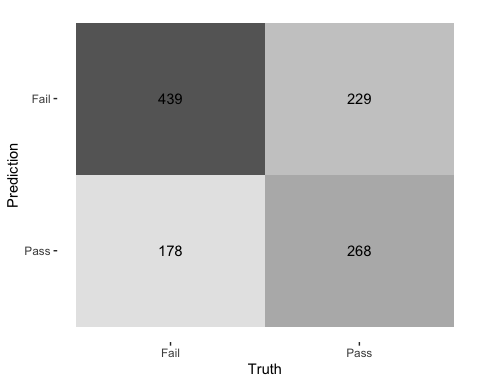 Prediction
Fail
439
229
Pass
178
268
Fail
Pass
Truth